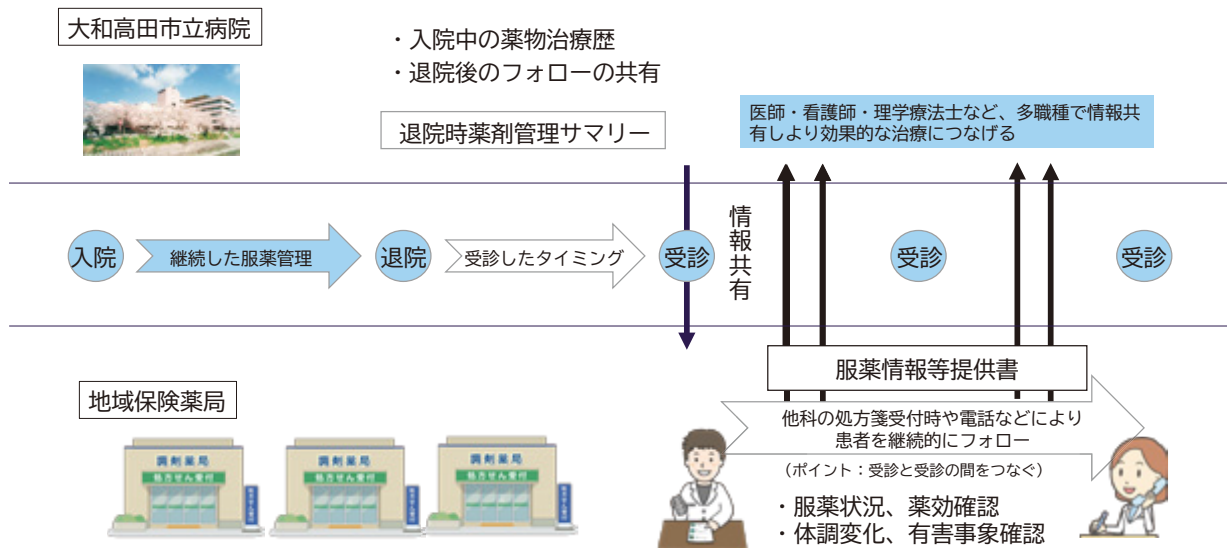 大和高田市立病院
・入院中の薬物治療歴
・退院後のフォローの共有
退院時薬剤管理サマリー
医師・看護師・理学療法士など、多職種で情報共
有しより効果的な治療につなげる
入院
継続した服薬管理
退院
受診したタイミング
受診
情報共有
受診
受診
服薬情報等提供書
地域保険薬局
他科の処方箋受付時や電話などにより
患者を継続的にフォロー
(ポイント：受診と受診の間をつなぐ)
・服薬状況、薬効確認
・体調変化、有害事象確認
調剤薬局
処方せん受付
調剤薬局
処方せん受付
調剤薬局
処方せん受付